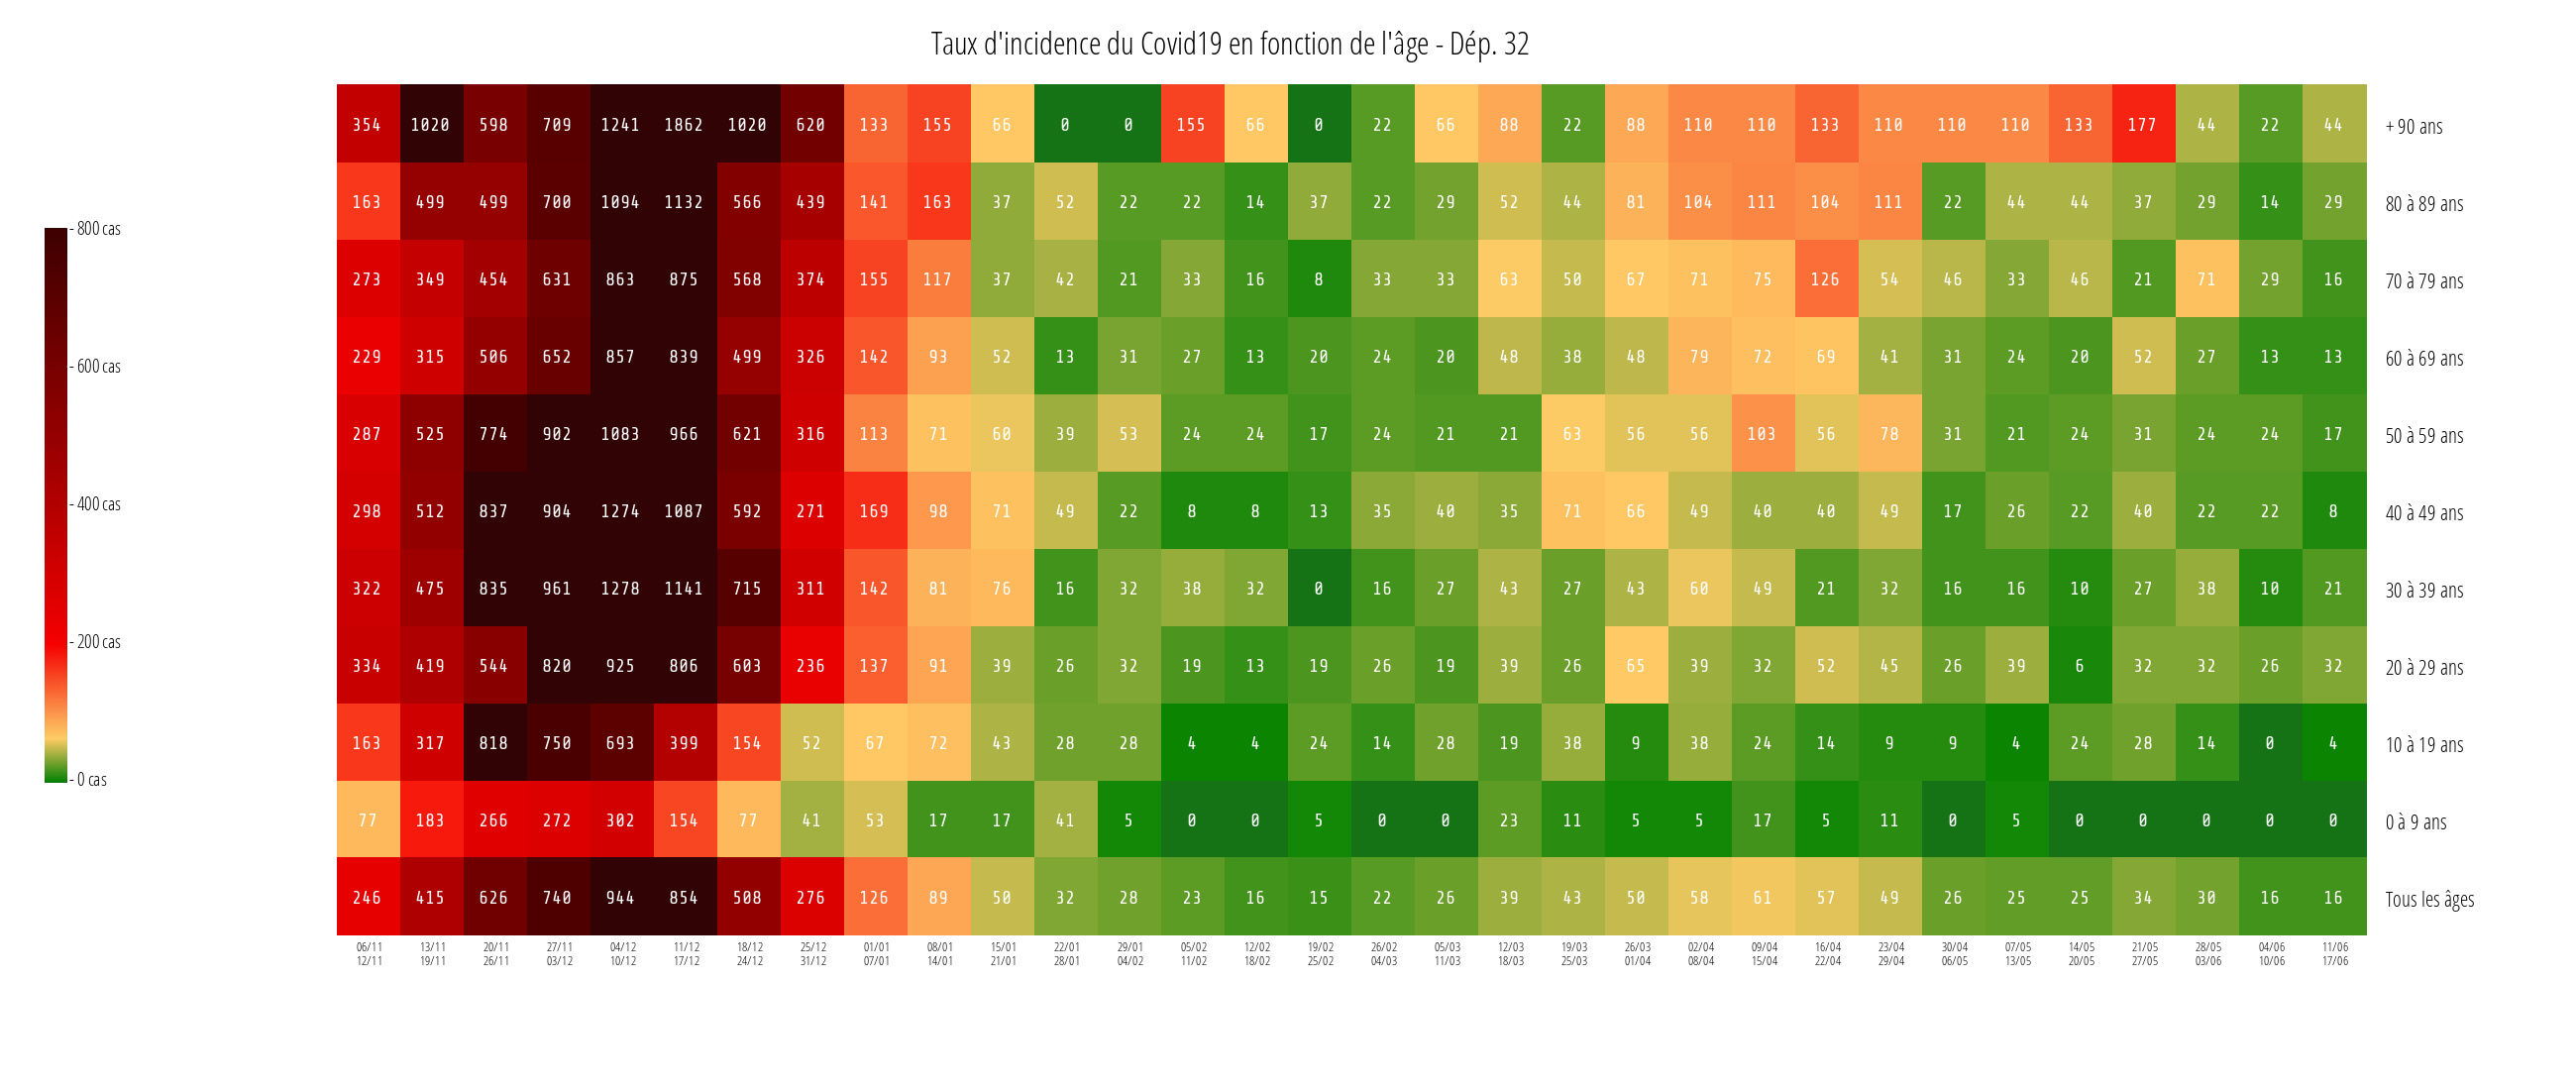 Taux d'incidence du Covid19 en fonction de l'âge - Dép. 32
- 800 cas
- 600 cas
- 400 cas
- 200 cas
- 0 cas
354 1020 598 709 1241 1862 1020 620 133 155 66 0 0 155 66 0 22 66 88 22 88 110 110 133 110 110 110 133 177 44 22 44 + 90 ans
163 499 499 700 1094 1132 566 439 141 163 37 52 22 22 14 37 22 29 52 44 81 104 111 104 111 22 44 44 37 29 14 29 80 à 89 ans
273 349 454 631 863 875 568 374 155 117 37 42 21 33 16 8 33 33 63 50 67 71 75 126 54 46 33 46 21 71 29 16 70 à 79 ans
229 315 506 652 857 839 499 326 142 93 52 13 31 27 13 20 24 20 48 38 48 79 72 69 41 31 24 20 52 27 13 13 60 à 69 ans
287 525 774 902 1083 966 621 316 113 71 60 39 53 24 24 17 24 21 21 63 56 56 103 56 78 31 21 24 31 24 24 17 50 à 59 ans
298 512 837 904 1274 1087 592 271 169 98 71 49 22 8 8 13 35 40 35 71 66 49 40 40 49 17 26 22 40 22 22 8 40 à 49 ans
322 475 835 961 1278 1141 715 311 142 81 76 16 32 38 32 0 16 27 43 27 43 60 49 21 32 16 16 10 27 38 10 21 30 à 39 ans
334 419 544 820 925 806 603 236 137 91 39 26 32 19 13 19 26 19 39 26 65 39 32 52 45 26 39 6 32 32 26 32 20 à 29 ans
163 317 818 750 693 399 154 52 67 72 43 28 28 4 4 24 14 28 19 38 9 38 24 14 9 9 4 24 28 14 0 4 10 à 19 ans
77 183 266 272 302 154 77 41 53 17 17 41 5 0 0 5 0 0 23 11 5 5 17 5 11 0 5 0 0 0 0 0 0 à 9 ans
246 415 626 740 944 854 508 276 126 89 50 32 28 23 16 15 22 26 39 43 50 58 61 57 49 26 25 25 34 30 16 16 Tous les âges
06/11 13/11 20/11 27/11 04/12 11/12 18/12 25/12 01/01 08/01 15/01 22/01 29/01 05/02 12/02 19/02 26/02 05/03 12/03 19/03 26/03 02/04 09/04 16/04 23/04 30/04 07/05 14/05 21/05 28/05 04/06 11/06
12/11 19/11 26/11 03/12 10/12 17/12 24/12 31/12 07/01 14/01 21/01 28/01 04/02 11/02 18/02 25/02 04/03 11/03 18/03 25/03 01/04 08/04 15/04 22/04 29/04 06/05 13/05 20/05 27/05 03/06 10/06 17/06